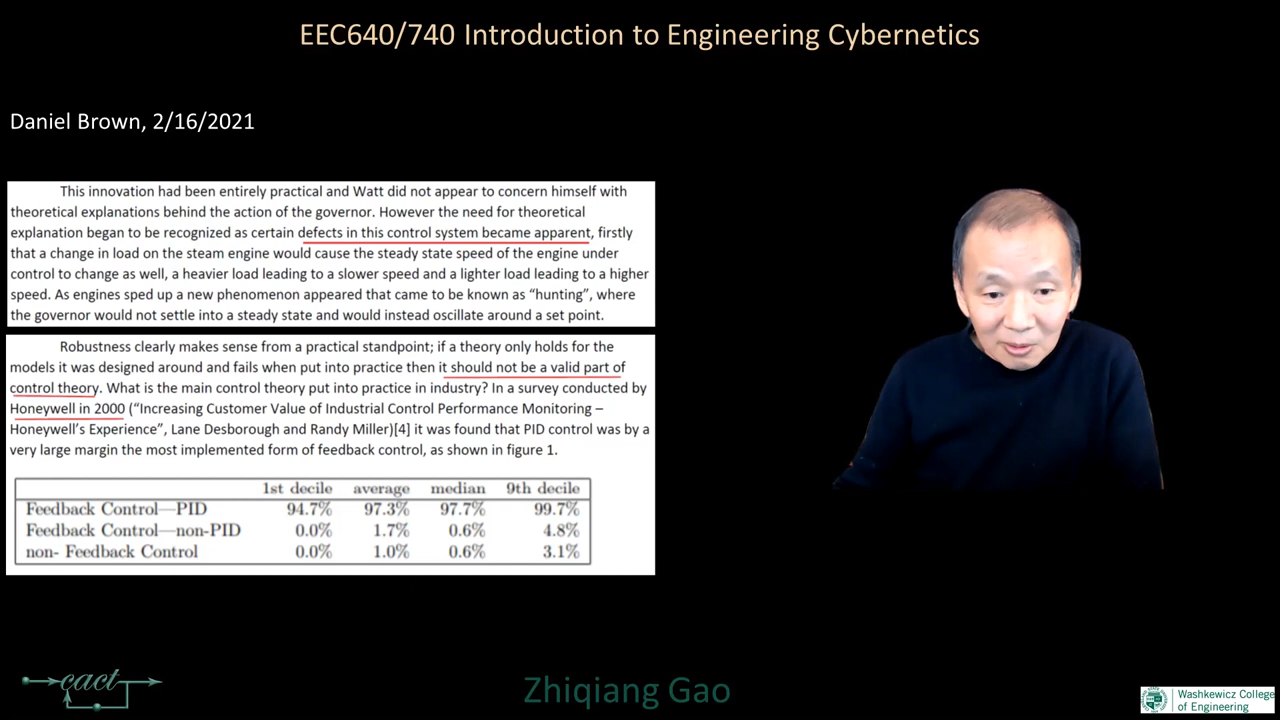 EEC640/740 Introduction to Engineering Cybernetics
Daniel Brown, 2/16/2021
This innovation had been entirely practical and Watt did not appear to concern himself with
theoretical explanations behind the action of the governor. However the need for theoretical
explanation began to be recognized as certain defects in this control system became apparent, firstly
that a change in load on the steam engine would cause the steady state speed of the engine under
control to change as well, a heavier load leading to a slower speed and a lighter load leading to a higher
speed. As engines sped up a new phenomenon appeared that came to be known as “hunting”, where
the governor would not settle into a steady state and would instead oscillate around a set point.
Robustness clearly makes sense from a practical standpoint; if a theory only holds for the
models it was designed around and fails when put into practice then it should not be a valid part of
control theory. What is the main control theory put into practice in industry? In a survey conducted by
Honeywell in 2000 (“Increasing Customer Value of Industrial Control Performance Monitoring –
Honeywell’s Experience”, Lane Desborough and Randy Miller)[4] it was found that PID control was by a
very large margin the most implemented form of feedback control, as shown in figure 1.
1st decile average median 9th decile
Feedback Control—PID 94.7% 97.3% 97.7% 99.7%
Feedback Control—non-PID 0.0% 1.7% 0.6% 4.8%
non- Feedback Control 0.0% 1.0% 0.6% 3.1%
cact
Zhiqiang Gao
Washkewicz College
of Engineering